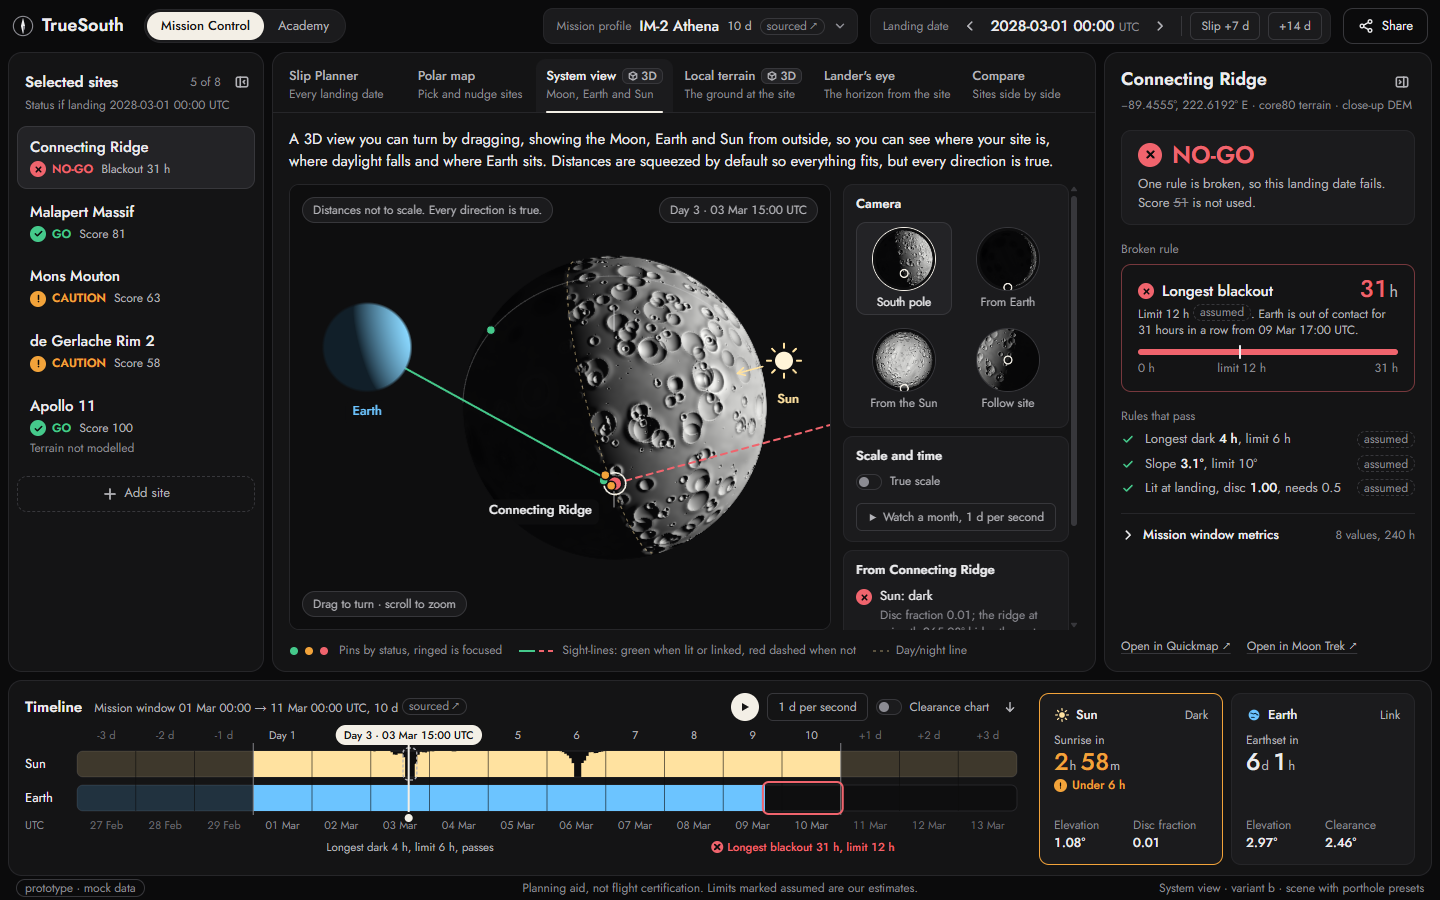 TrueSouth
Mission Control
Academy
Mission profile IM-2 Athena 10 d sourced ↗
Landing date 2028-03-01 00:00 UTC
Slip +7 d
+14 d
Share
Selected sites 5 of 8
Status if landing 2028-03-01 00:00 UTC
Connecting Ridge
NO-GO Blackout 31 h
Malapert Massif
GO Score 81
Mons Mouton
CAUTION Score 63
de Gerlache Rim 2
CAUTION Score 58
Apollo 11
GO Score 100
Terrain not modelled
Add site
Slip Planner
Every landing date
Polar map
Pick and nudge sites
System view 3D
Moon, Earth and Sun
Local terrain 3D
The ground at the site
Lander's eye
The horizon from the site
Compare
Sites side by side
A 3D view you can turn by dragging, showing the Moon, Earth and Sun from outside, so you can see where your site is,
where daylight falls and where Earth sits. Distances are squeezed by default so everything fits, but every direction is true.
Distances not to scale. Every direction is true.
Day 3 · 03 Mar 15:00 UTC
Earth
Sun
Connecting Ridge
Drag to turn · scroll to zoom
Camera
South pole
From Earth
From the Sun
Follow site
Scale and time
True scale
Watch a month, 1 d per second
From Connecting Ridge
Sun: dark
Disc fraction 0.01; the ridge at
Pins by status, ringed is focused
Sight-lines: green when lit or linked, red dashed when not
Day/night line
Connecting Ridge
−89.4555°, 222.6192° E · core80 terrain · close-up DEM
NO-GO
One rule is broken, so this landing date fails.
Score 51 is not used.
Broken rule
Longest blackout 31 h
Limit 12 h assumed . Earth is out of contact for
31 hours in a row from 09 Mar 17:00 UTC.
0 h limit 12 h 31 h
Rules that pass
Longest dark 4 h, limit 6 h assumed
Slope 3.1°, limit 10° assumed
Lit at landing, disc 1.00, needs 0.5 assumed
Mission window metrics 8 values, 240 h
Open in Quickmap ↗ Open in Moon Trek ↗
Timeline Mission window 01 Mar 00:00 → 11 Mar 00:00 UTC, 10 d sourced ↗
1 d per second
Clearance chart
-3 d -2 d -1 d Day 1 Day 3 · 03 Mar 15:00 UTC 5 6 7 8 9 10 +1 d +2 d +3 d
Sun
Earth
UTC 27 Feb 28 Feb 29 Feb 01 Mar 02 Mar 03 Mar 04 Mar 05 Mar 06 Mar 07 Mar 08 Mar 09 Mar 10 Mar 11 Mar 12 Mar 13 Mar
Longest dark 4 h, limit 6 h, passes
Longest blackout 31 h, limit 12 h
Sun Dark
Sunrise in
2h 58m
Under 6 h
Elevation Disc fraction
1.08° 0.01
Earth Link
Earthset in
6d 1h
Elevation Clearance
2.97° 2.46°
prototype · mock data
Planning aid, not flight certification. Limits marked assumed are our estimates.
System view · variant b · scene with porthole presets